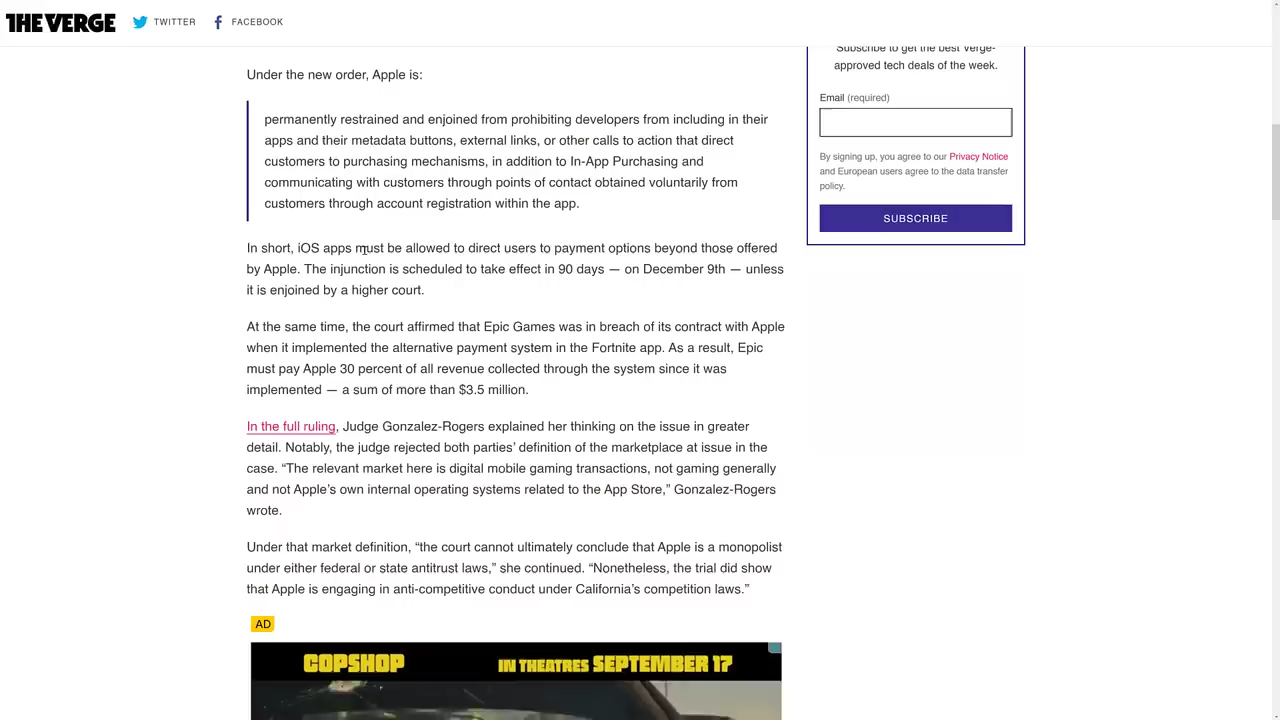 THE VERGE
TWITTER
FACEBOOK
Under the new order, Apple is:
permanently restrained and enjoined from prohibiting developers from including in their
apps and their metadata buttons, external links, or other calls to action that direct
customers to purchasing mechanisms, in addition to In-App Purchasing and
communicating with customers through points of contact obtained voluntarily from
customers through account registration within the app.
In short, iOS apps must be allowed to direct users to payment options beyond those offered
by Apple. The injunction is scheduled to take effect in 90 days — on December 9th — unless
it is enjoined by a higher court.
At the same time, the court affirmed that Epic Games was in breach of its contract with Apple
when it implemented the alternative payment system in the Fortnite app. As a result, Epic
must pay Apple 30 percent of all revenue collected through the system since it was
implemented — a sum of more than $3.5 million.
In the full ruling, Judge Gonzalez-Rogers explained her thinking on the issue in greater
detail. Notably, the judge rejected both parties’ definition of the marketplace at issue in the
case. “The relevant market here is digital mobile gaming transactions, not gaming generally
and not Apple’s own internal operating systems related to the App Store,” Gonzalez-Rogers
wrote.
Under that market definition, “the court cannot ultimately conclude that Apple is a monopolist
under either federal or state antitrust laws,” she continued. “Nonetheless, the trial did show
that Apple is engaging in anti-competitive conduct under California’s competition laws.”
AD
COPSHOP
IN THEATRES SEPTEMBER 17
Subscribe to get the best Verge-
approved tech deals of the week.
Email (required)
By signing up, you agree to our Privacy Notice
and European users agree to the data transfer
policy.
SUBSCRIBE